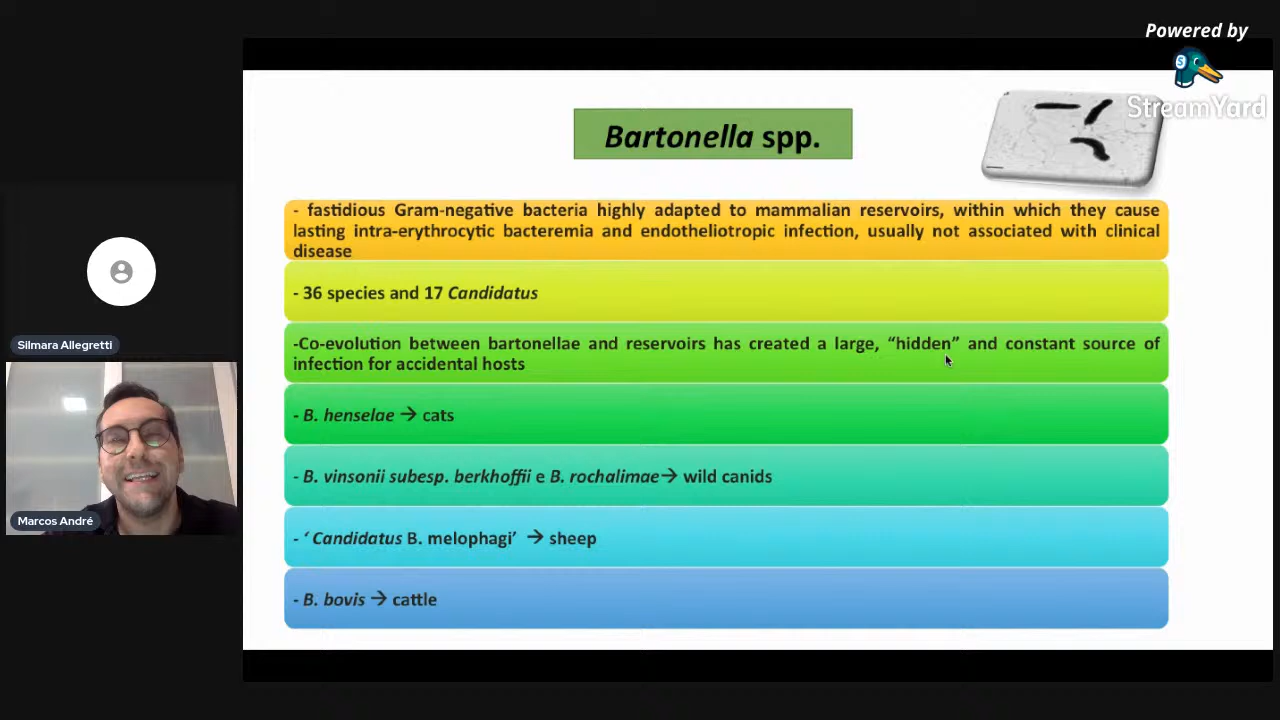 Powered by
StreamYard
Bartonella spp.
- fastidious Gram-negative bacteria highly adapted to mammalian reservoirs, within which they cause
lasting intra-erythrocytic bacteremia and endotheliotropic infection, usually not associated with clinical
disease
- 36 species and 17 Candidatus
-Co-evolution between bartonellae and reservoirs has created a large, “hidden” and constant source of
infection for accidental hosts
- B. henselae → cats
- B. vinsonii subesp. berkhoffii e B. rochalimae→ wild canids
- ‘ Candidatus B. melophagi’ → sheep
- B. bovis → cattle
Silmara Allegretti
Marcos André